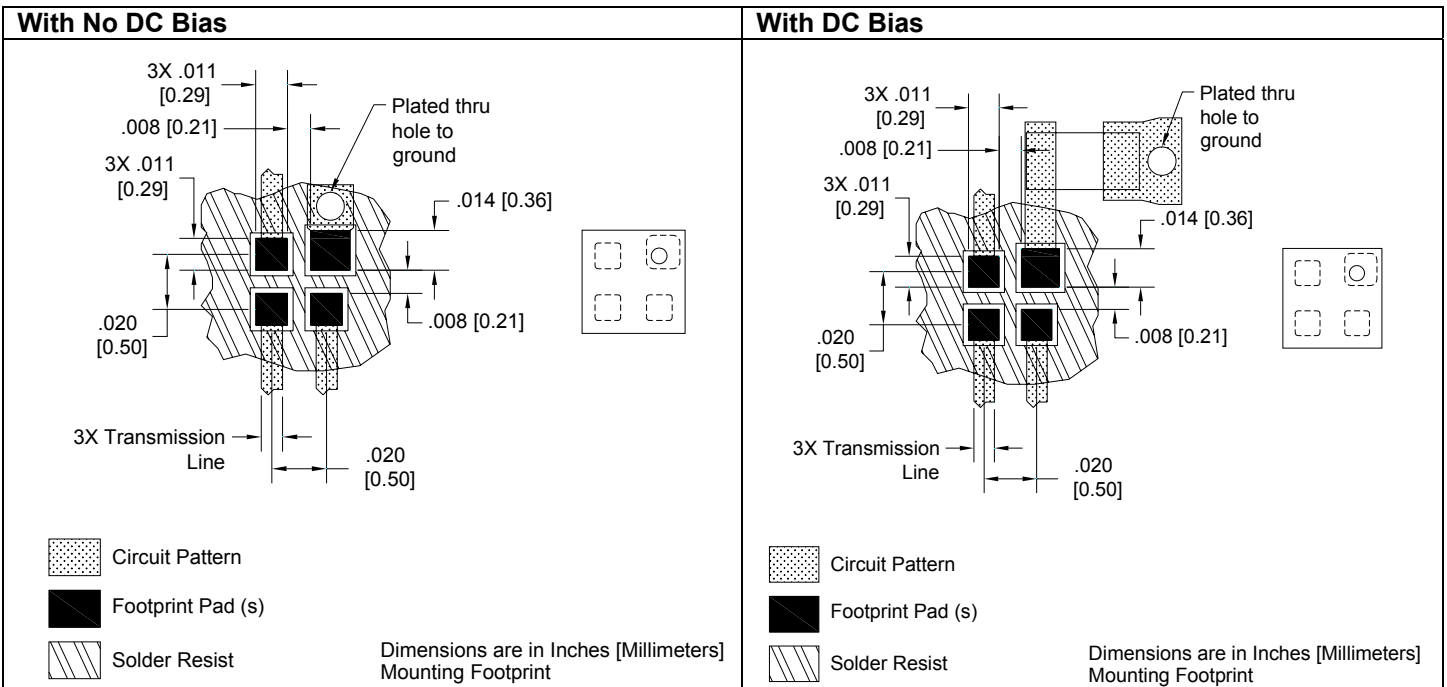 With No DC Bias
3X .011
[0.29]
.008 [0.21]
3X .011
[0.29]
Plated thru
hole to
ground
.014 [0.36]
.020
[0.50]
.008 [0.21]
3X Transmission
Line
.020
[0.50]
Circuit Pattern
Footprint Pad (s)
Solder Resist
Dimensions are in Inches [Millimeters]
Mounting Footprint
With DC Bias
3X .011
[0.29]
.008 [0.21]
3X .011
[0.29]
Plated thru
hole to
ground
.014 [0.36]
.020
[0.50]
.008 [0.21]
3X Transmission
Line
.020
[0.50]
Circuit Pattern
Footprint Pad (s)
Solder Resist
Dimensions are in Inches [Millimeters]
Mounting Footprint